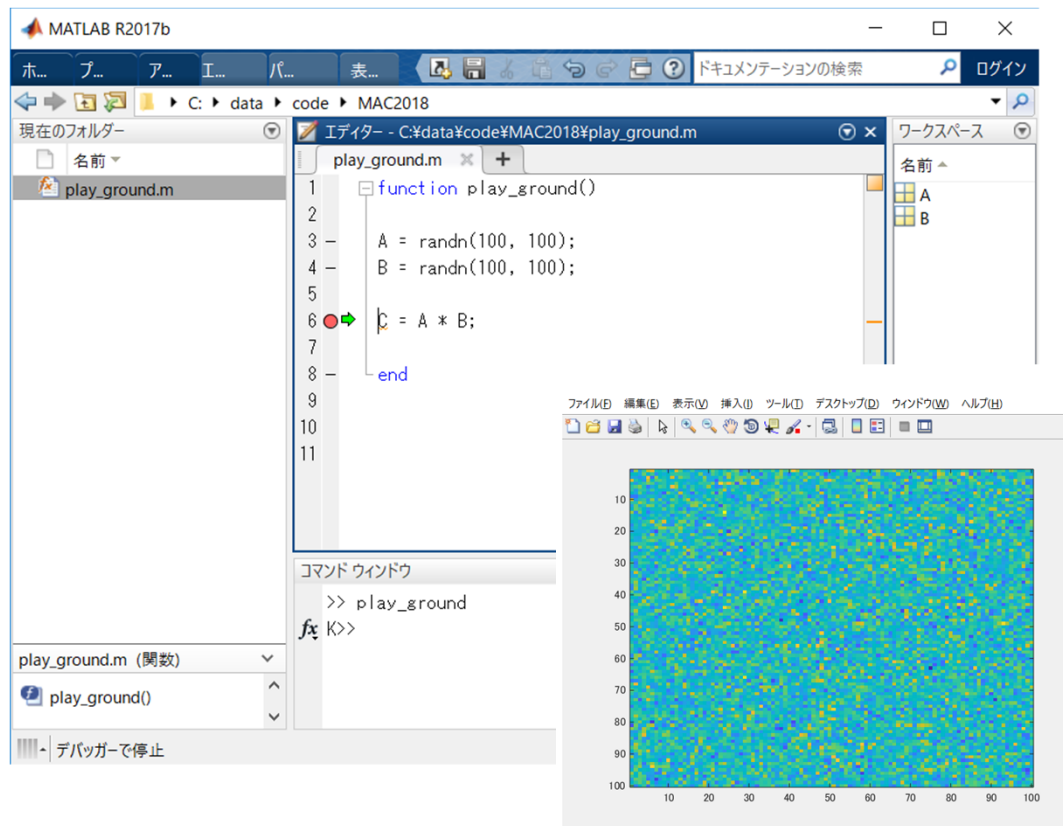 MATLAB R2017b
ホ... プ... ア... エ... パ... 表... ドキュメンテーションの検索 ログイン
C: data code MAC2018
現在のフォルダー
名前
play_ground.m
エディター - C:¥data¥code¥MAC2018¥play_ground.m
play_ground.m
1 function play_ground()
2
3 – A = randn(100, 100);
4 – B = randn(100, 100);
5
6 C = A * B;
7
8 – end
9
10
11
ワークスペース
名前
A
B
コマンド ウィンドウ
>> play_ground
fx K>>
play_ground.m (関数)
play_ground()
デバッガーで停止
ファイル(F) 編集(E) 表示(V) 挿入(I) ツール(T) デスクトップ(D) ウィンドウ(W) ヘルプ(H)
10
20
30
40
50
60
70
80
90
100
10 20 30 40 50 60 70 80 90 100